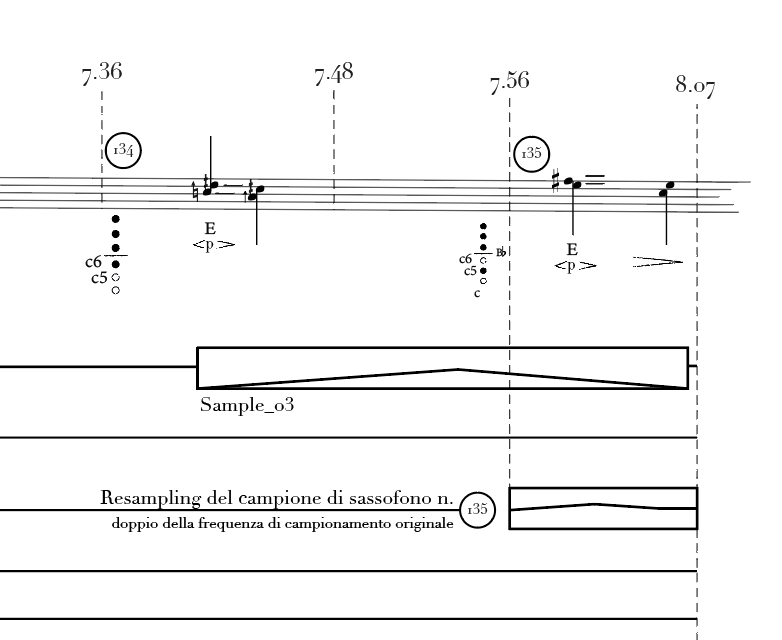 7.36 7.48 7.56 8.07
134 135
E E
<p> <p>
c6
c5
B♭
c6
c5
c
Sample_03
Resampling del campione di sassofono n. 135
doppio della frequenza di campionamento originale